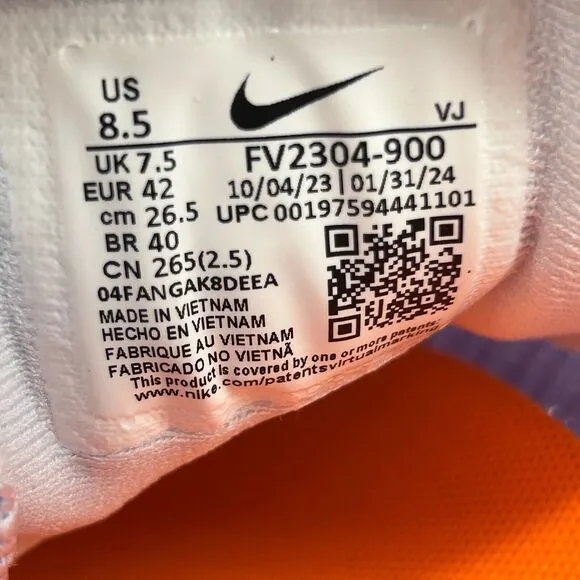 US
8.5
VJ
UK 7.5
FV2304-900
EUR 42
10/04/23 | 01/31/24
cm 26.5
UPC 00197594441101
BR 40
CN 265(2.5)
04FANGAK8DEEA
MADE IN VIETNAM
HECHO EN VIETNAM
FABRIQUE AU VIETNAM
FABRICADO NO VIETNÃ
This product is covered by one or more patents:
www.nike.com/patentsvirtualmarking